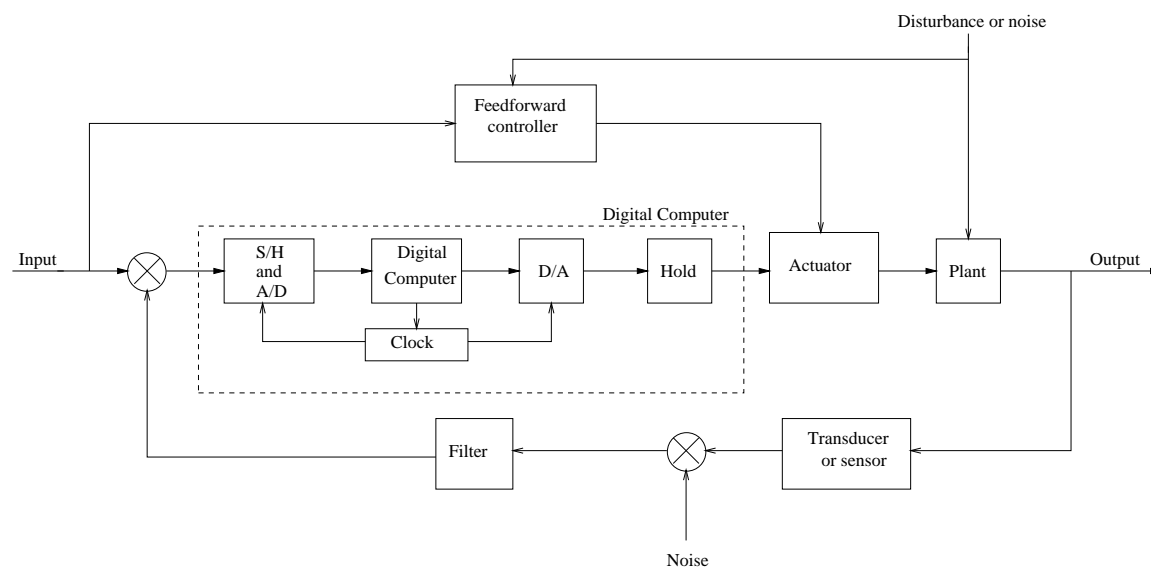 Disturbance or noise
Feedforward
controller
Digital Computer
Input
S/H
and
A/D
Digital
Computer
D/A
Hold
Actuator
Plant
Output
Clock
Filter
Transducer
or sensor
Noise